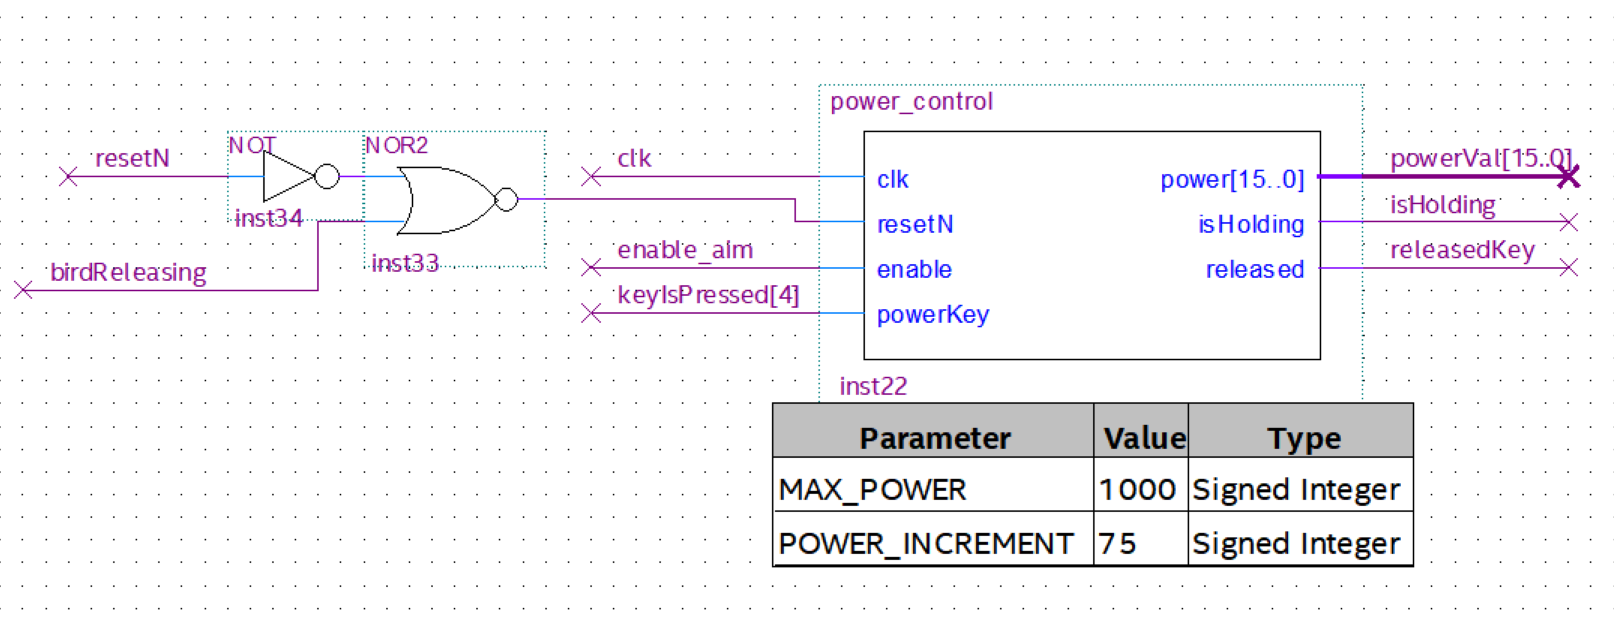 resetN
NOT
inst34
NOR2
inst33
birdReleasing
clk
enable_aim
keyIsPressed[4]
power_control
clk
resetN
enable
powerKey
power[15..0]
isHolding
released
inst22
powerVal[15..0]
isHolding
releasedKey
Parameter Value Type
MAX_POWER 1000 Signed Integer
POWER_INCREMENT 75 Signed Integer